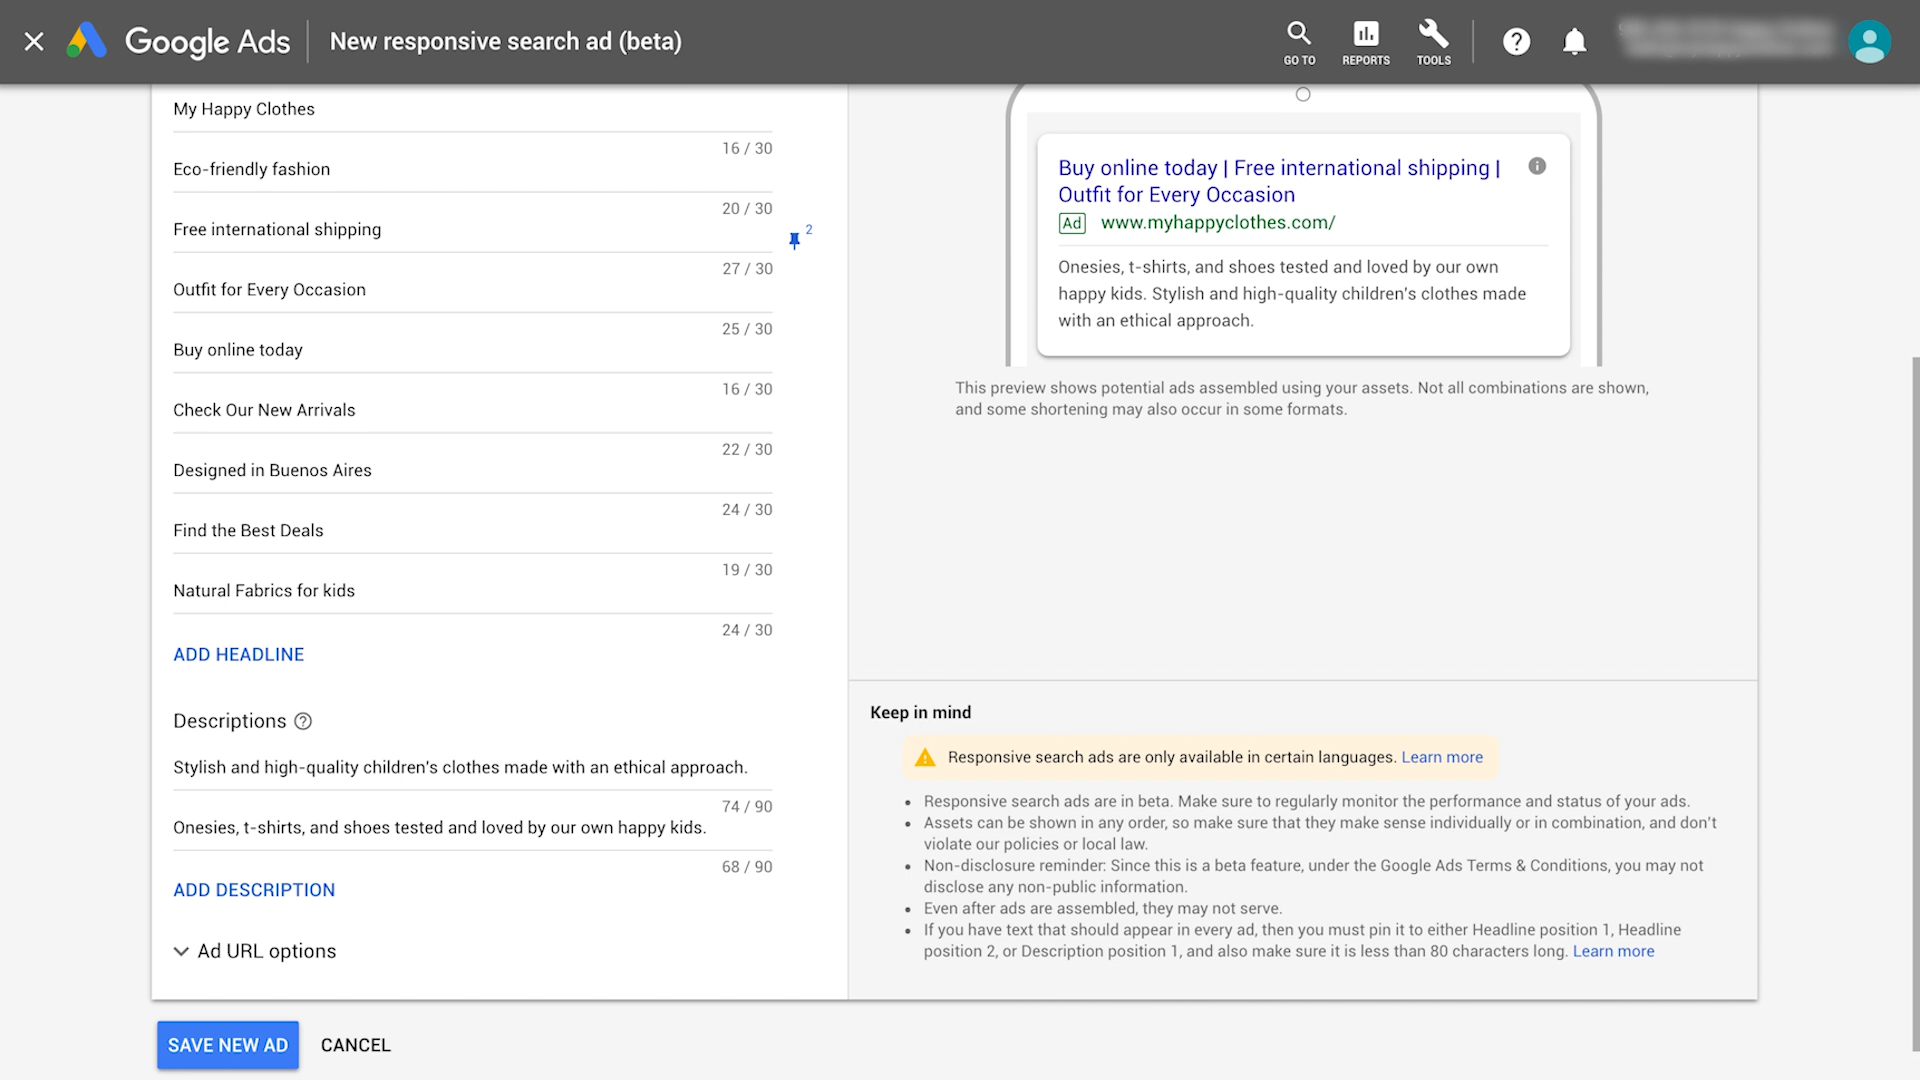 Google Ads
New responsive search ad (beta)
GO TO
REPORTS
TOOLS
My Happy Clothes
16 / 30
Eco-friendly fashion
20 / 30
Free international shipping
2
27 / 30
Outfit for Every Occasion
25 / 30
Buy online today
16 / 30
Check Our New Arrivals
22 / 30
Designed in Buenos Aires
24 / 30
Find the Best Deals
19 / 30
Natural Fabrics for kids
24 / 30
ADD HEADLINE
Descriptions
Stylish and high-quality children's clothes made with an ethical approach.
74 / 90
Onesies, t-shirts, and shoes tested and loved by our own happy kids.
68 / 90
ADD DESCRIPTION
Ad URL options
SAVE NEW AD
CANCEL
Buy online today | Free international shipping |
Outfit for Every Occasion
Ad www.myhappyclothes.com/
Onesies, t-shirts, and shoes tested and loved by our own
happy kids. Stylish and high-quality children's clothes made
with an ethical approach.
This preview shows potential ads assembled using your assets. Not all combinations are shown,
and some shortening may also occur in some formats.
Keep in mind
Responsive search ads are only available in certain languages. Learn more
Responsive search ads are in beta. Make sure to regularly monitor the performance and status of your ads.
Assets can be shown in any order, so make sure that they make sense individually or in combination, and don't
violate our policies or local law.
Non-disclosure reminder: Since this is a beta feature, under the Google Ads Terms & Conditions, you may not
disclose any non-public information.
Even after ads are assembled, they may not serve.
If you have text that should appear in every ad, then you must pin it to either Headline position 1, Headline
position 2, or Description position 1, and also make sure it is less than 80 characters long. Learn more